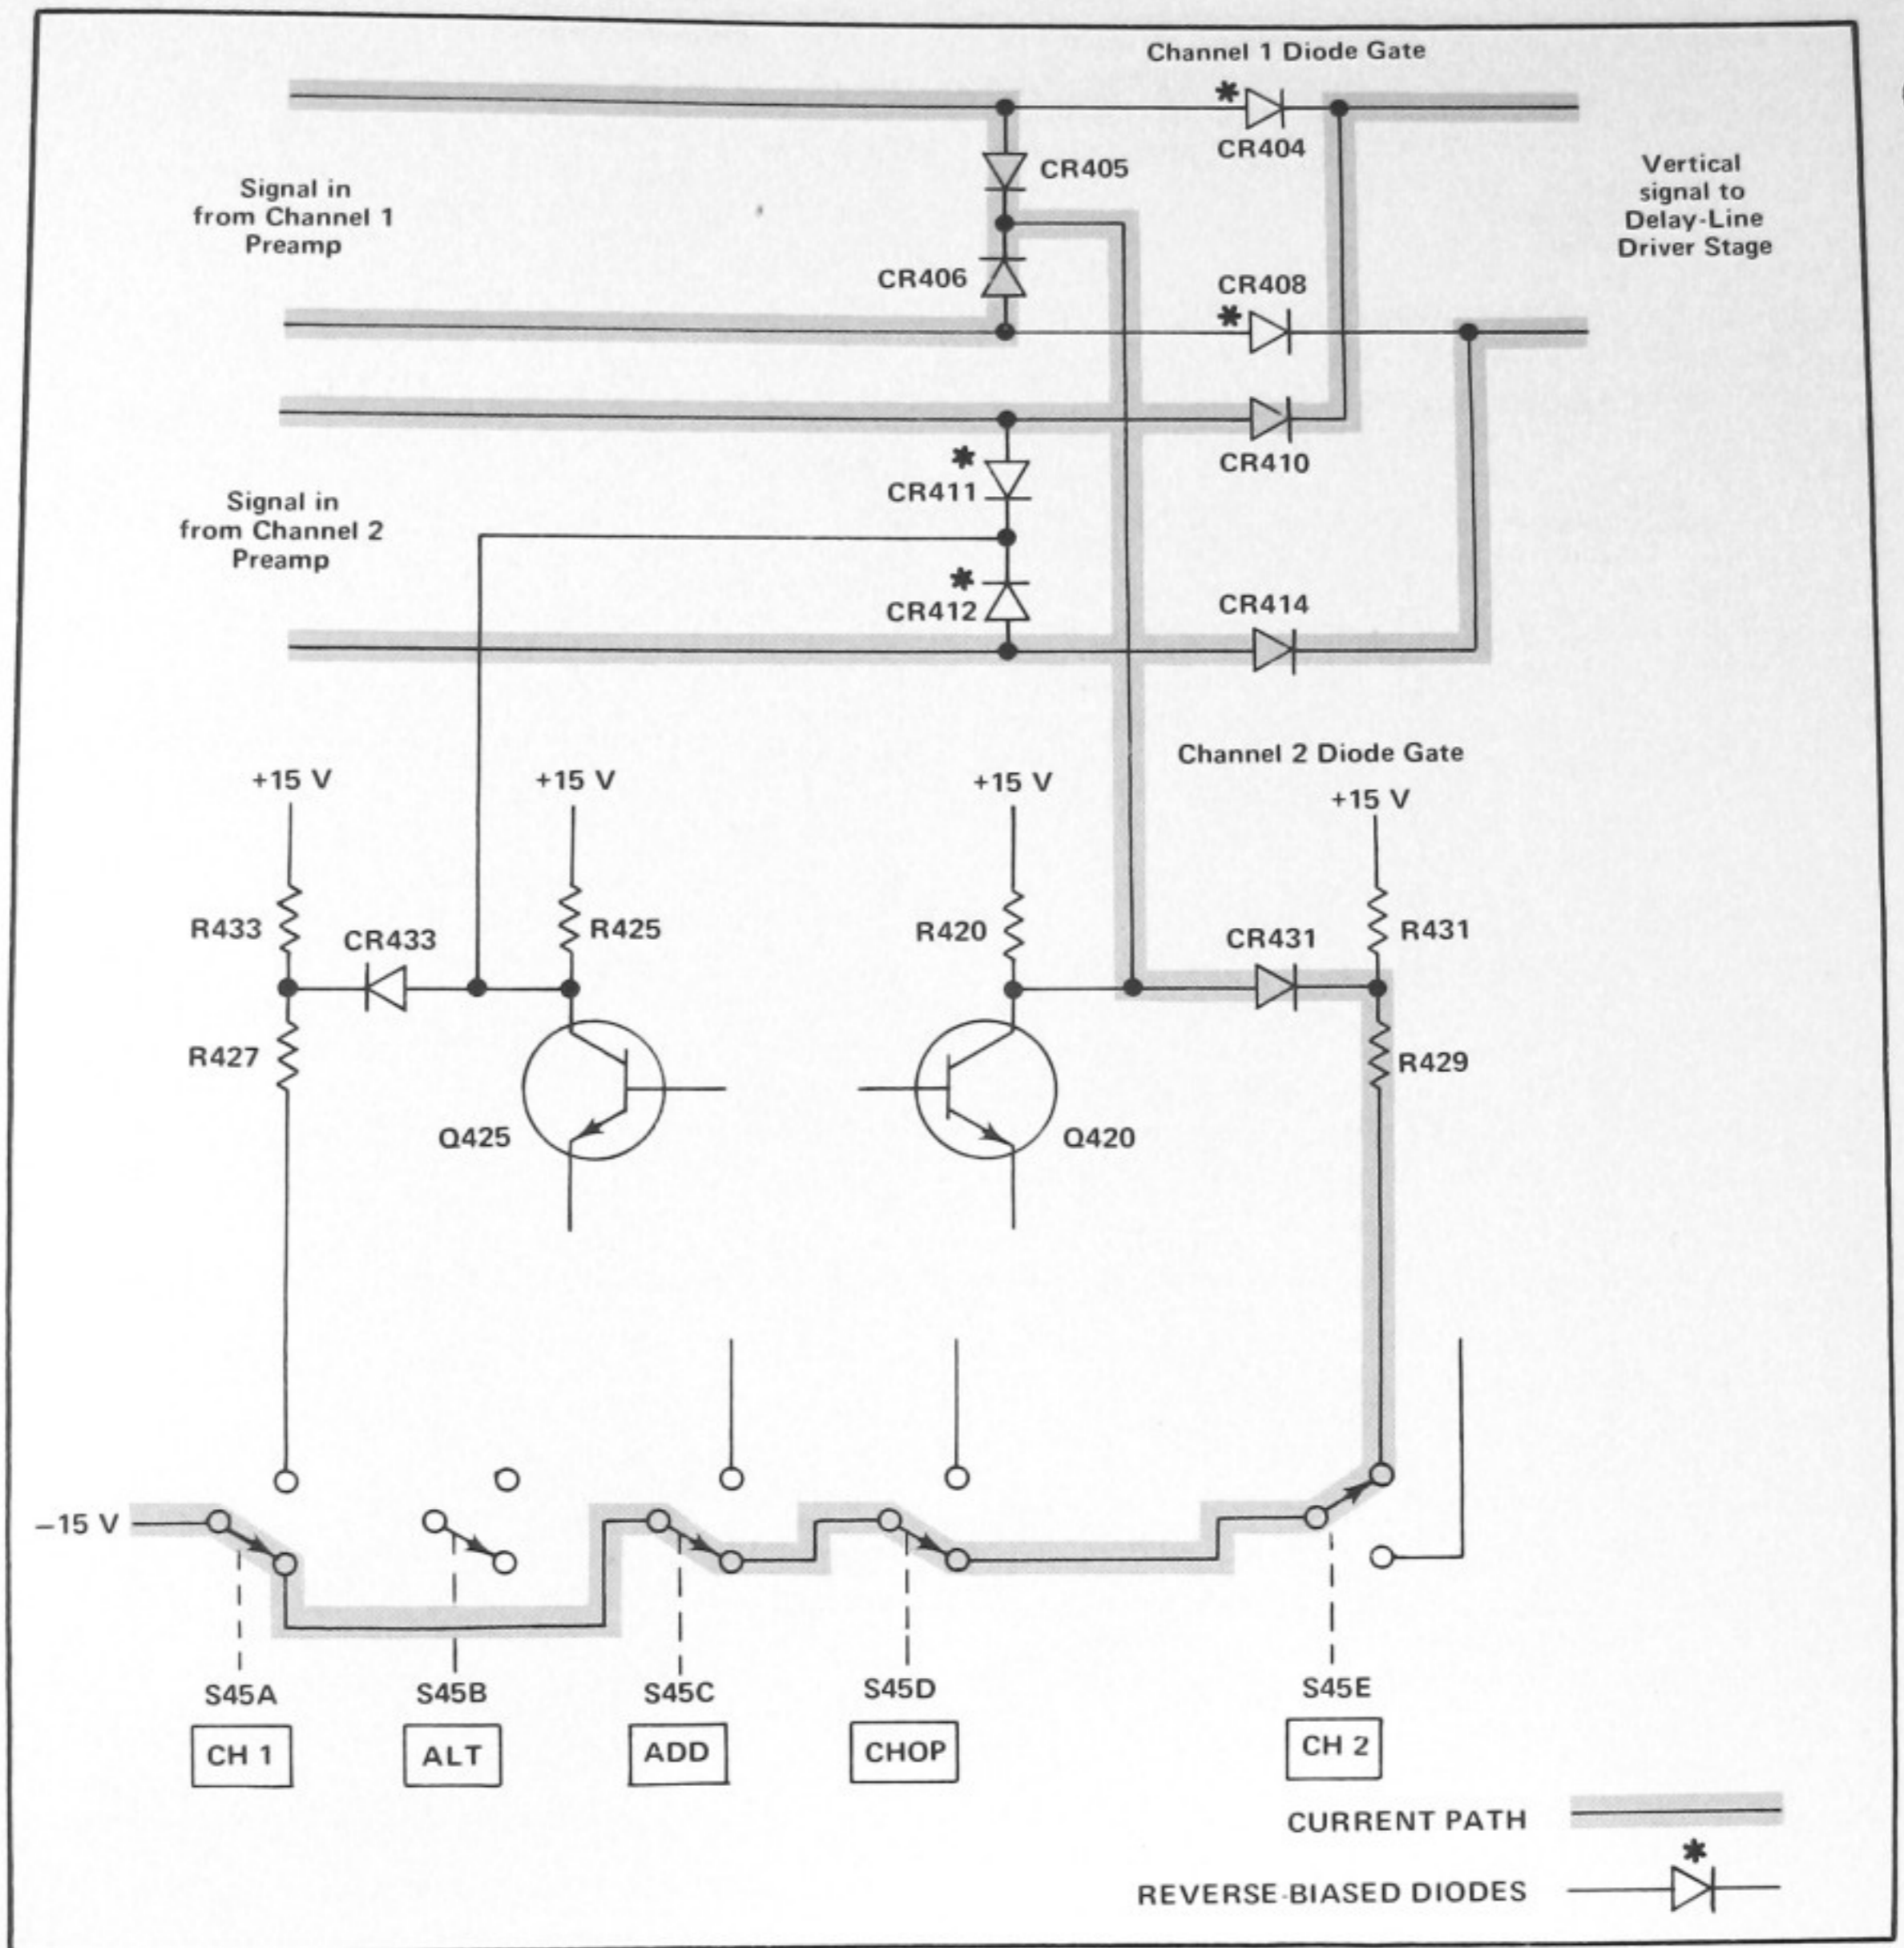 Channel 1 Diode Gate
*
CR404
CR405
Vertical
signal to
Delay-Line
Driver Stage
Signal in
from Channel 1
Preamp
CR406
CR408
*
*
CR411
CR410
Signal in
from Channel 2
Preamp
*
CR412
CR414
Channel 2 Diode Gate
+15 V
+15 V
+15 V
+15 V
R433
CR433
R425
R420
CR431
R431
R427
R429
Q425
Q420
−15 V
S45A
S45B
S45C
S45D
S45E
CH 1
ALT
ADD
CHOP
CH 2
CURRENT PATH
*
REVERSE-BIASED DIODES